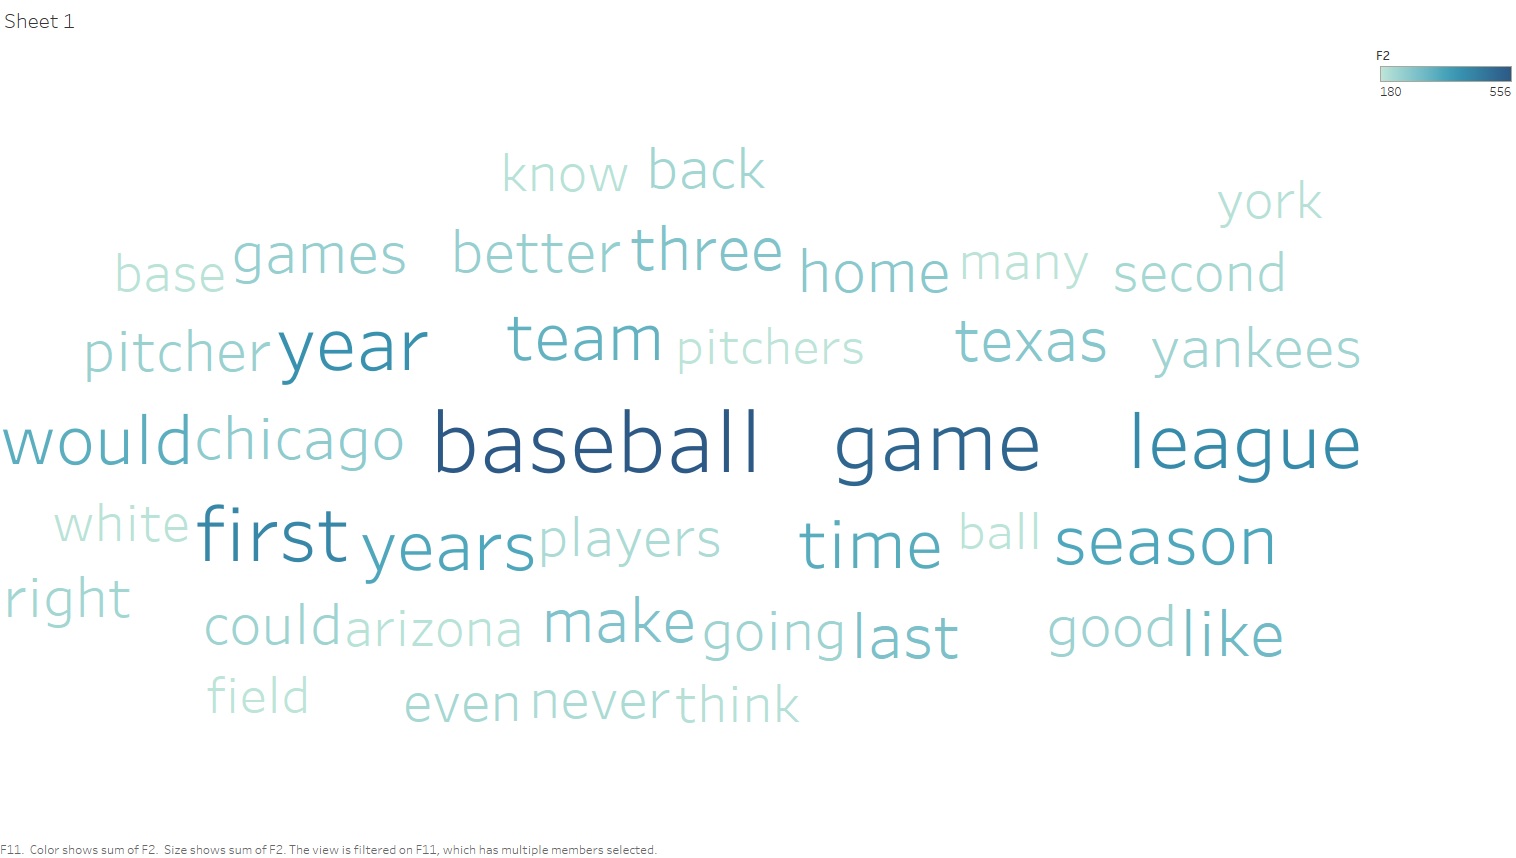 Sheet 1
F2
180 556
know back
york
base games better three home many second
pitcher year team pitchers texas yankees
would chicago baseball game league
white first years players time ball season
right
could arizona make going last good like
field even never think
F11. Color shows sum of F2. Size shows sum of F2. The view is filtered on F11, which has multiple members selected.